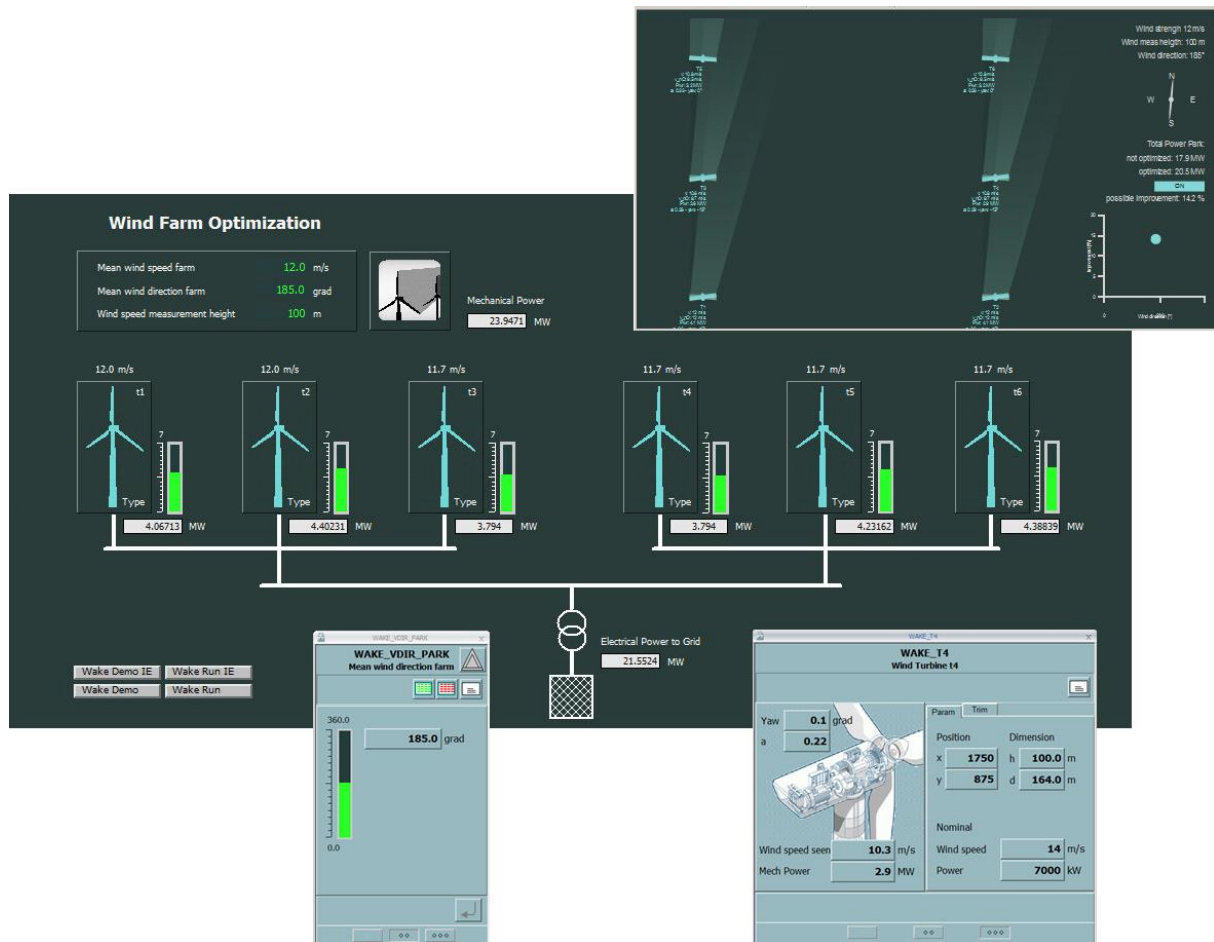 Wind strengh 12 m/s
Wind meas heigth: 100 m
Wind direction: 185°
N
W E
S
Total Power Park:
not optimized: 17.9 MW
optimized: 20.5 MW
ON
possible improvement: 14.2 %
Wind Farm Optimization
Mean wind speed farm 12.0 m/s
Mean wind direction farm 185.0 grad
Wind speed measurement height 100 m
Mechanical Power
23.9471 MW
12.0 m/s 12.0 m/s 11.7 m/s 11.7 m/s 11.7 m/s 11.7 m/s
t1 t2 t3 t4 t5 t6
7 7 7 7 7 7
Type Type Type Type Type Type
4.06713 MW 4.40231 MW 3.794 MW 3.794 MW 4.23162 MW 4.38839 MW
Electrical Power to Grid
21.5524 MW
Wake Demo IE Wake Run IE
Wake Demo Wake Run
WAKE_VDIR_PARK
WAKE_VDIR_PARK
Mean wind direction farm
360.0
185.0 grad
0.0
WAKE_T4
WAKE_T4
Wind Turbine t4
Yaw 0.1 grad
a 0.22
Wind speed seen 10.3 m/s
Mech Power 2.9 MW
Param Trim
Position Dimension
x 1750 h 100.0 m
y 875 d 164.0 m
Nominal
Wind speed 14 m/s
Power 7000 kW